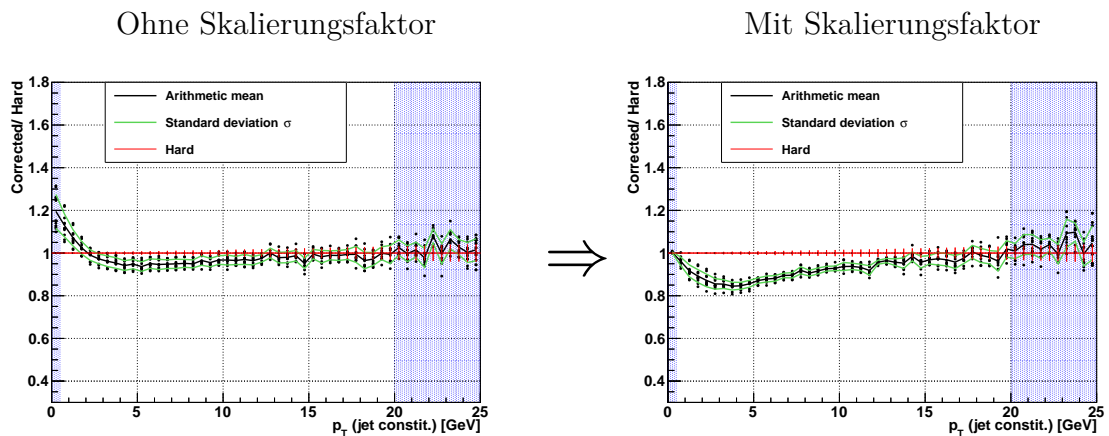 Ohne Skalierungsfaktor
Mit Skalierungsfaktor
Corrected/ Hard
1.8
1.6
1.4
1.2
1
0.8
0.6
0.4
Arithmetic mean
Standard deviation σ
Hard
0 5 10 15 20 25
p_T (jet constit.) [GeV]
⇒
Corrected/ Hard
1.8
1.6
1.4
1.2
1
0.8
0.6
0.4
Arithmetic mean
Standard deviation σ
Hard
0 5 10 15 20 25
p_T (jet constit.) [GeV]